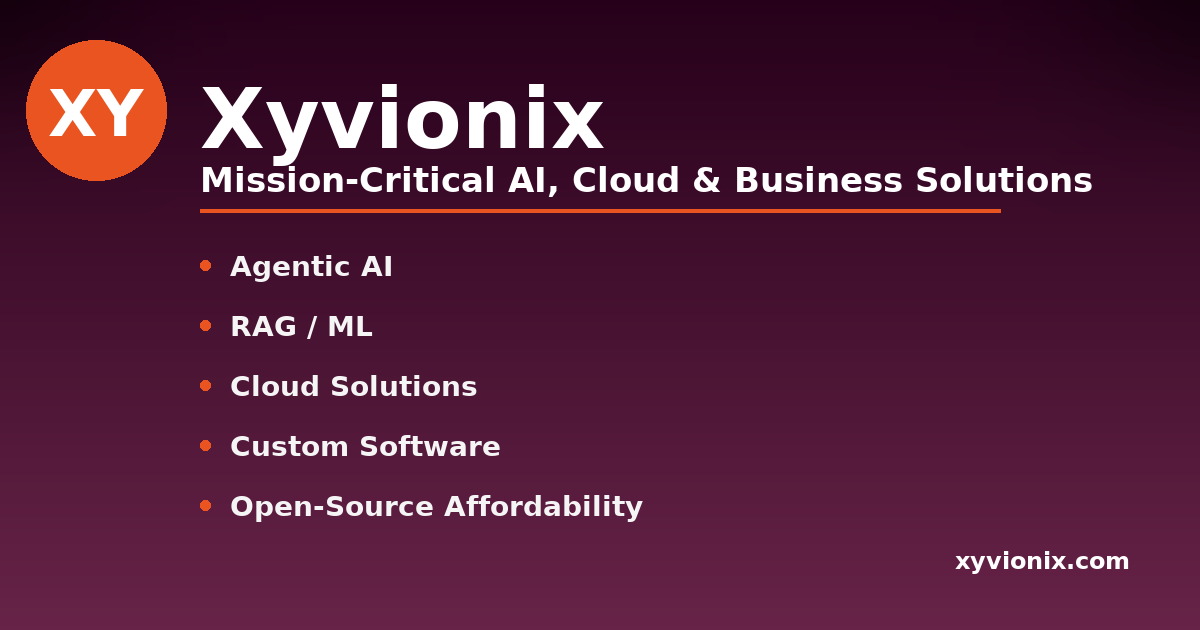 XY
Xyvionix
Mission-Critical AI, Cloud & Business Solutions
Agentic AI
RAG / ML
Cloud Solutions
Custom Software
Open-Source Affordability
xyvionix.com